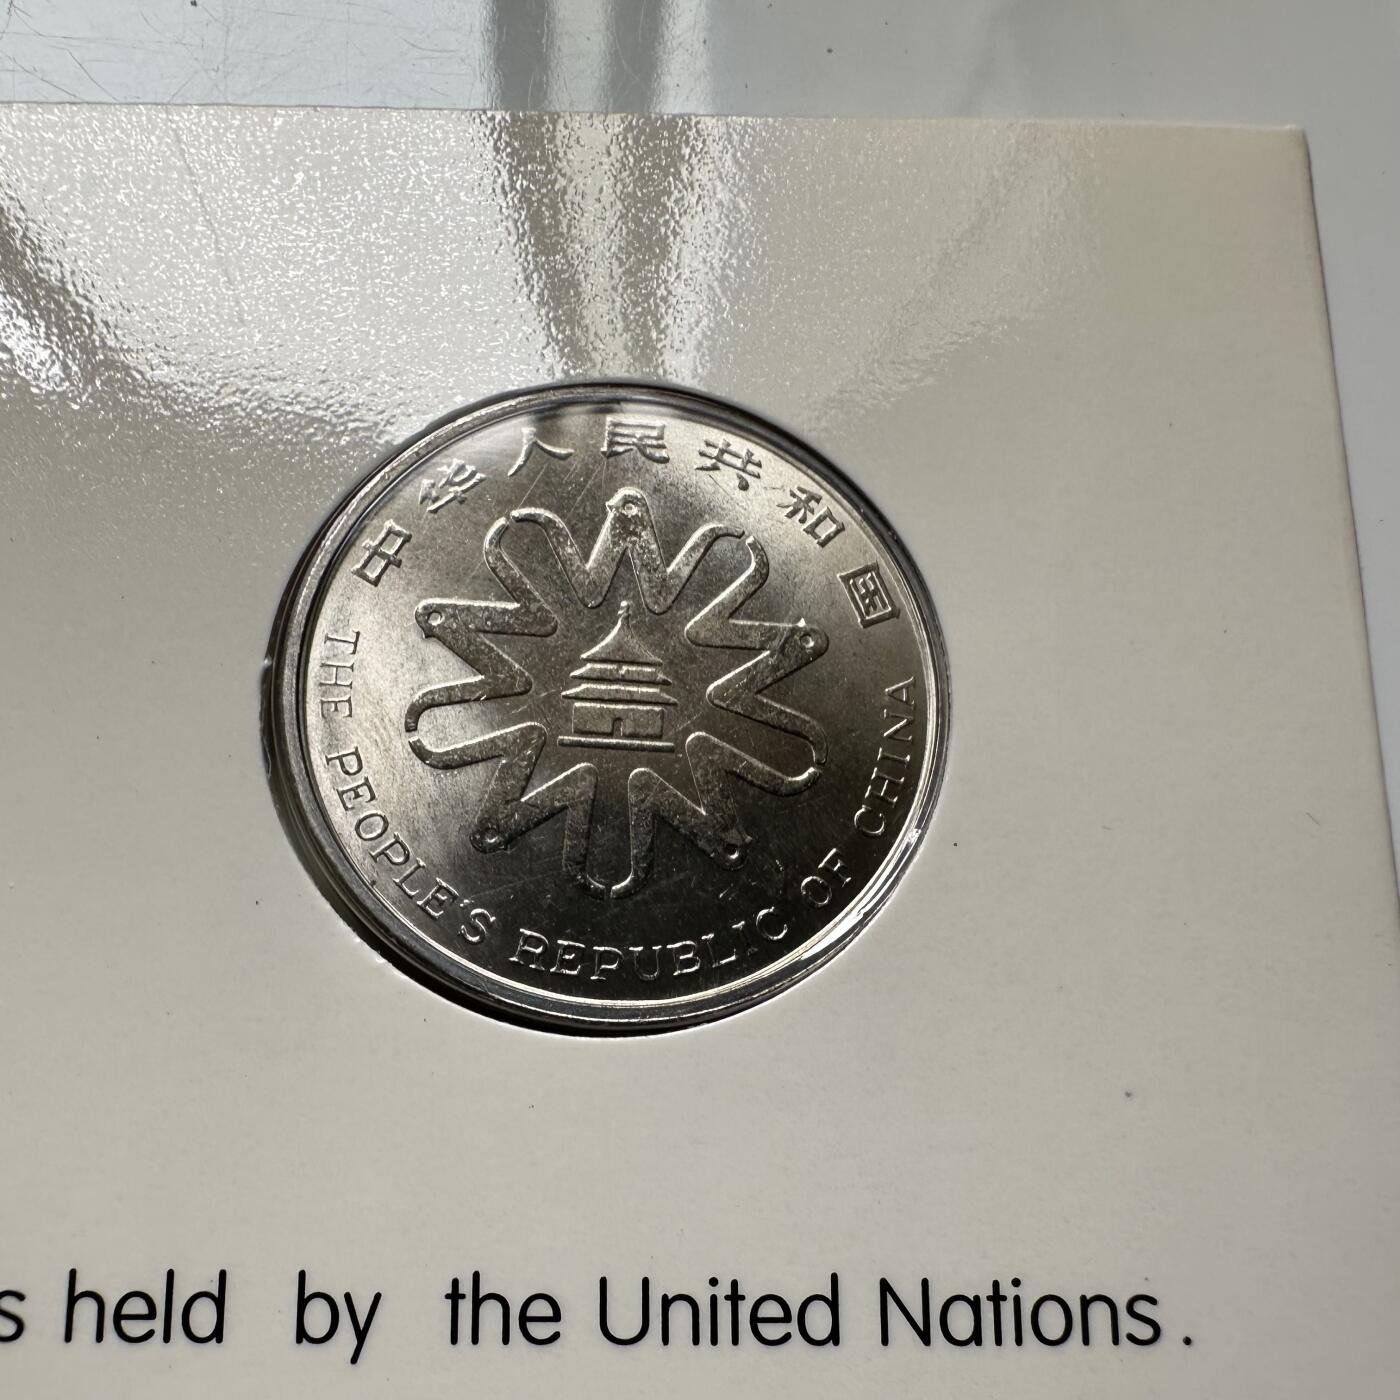 中华人民共和国
THE PEOPLE'S REPUBLIC OF CHINA
s held by the United Nations.